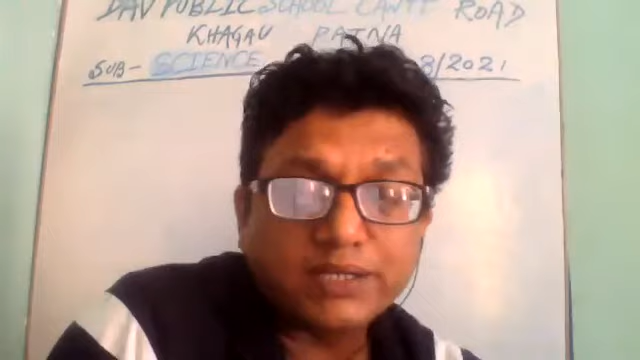 DAV PUBLIC SCHOOL CANTT ROAD
KHAGAU PATNA
SUB- SCIENCE 8/2021